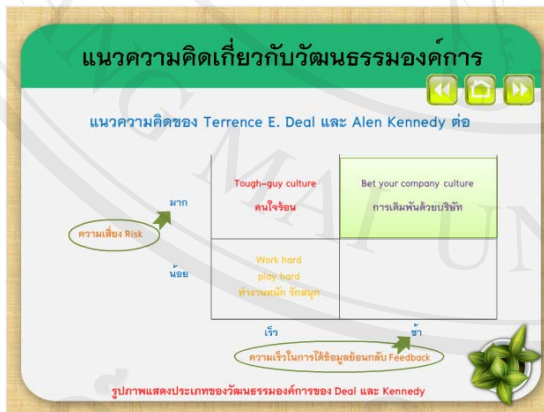 แนวความคิดเกี่ยวกับวัฒนธรรมองค์การ
แนวความคิดของ Terrence E. Deal และ Alen Kennedy ต่อ
Tough-guy culture
คนใจร้อน
Bet your company culture
การเดิมพันด้วยบริษัท
มาก
ความเสี่ยง Risk
Work hard
play hard
ทำงานหนัก รักสนุก
น้อย
เร็ว
ช้า
ความเร็วในการได้ข้อมูลย้อนกลับ Feedback
รูปภาพแสดงประเภทของวัฒนธรรมองค์การของ Deal และ Kennedy